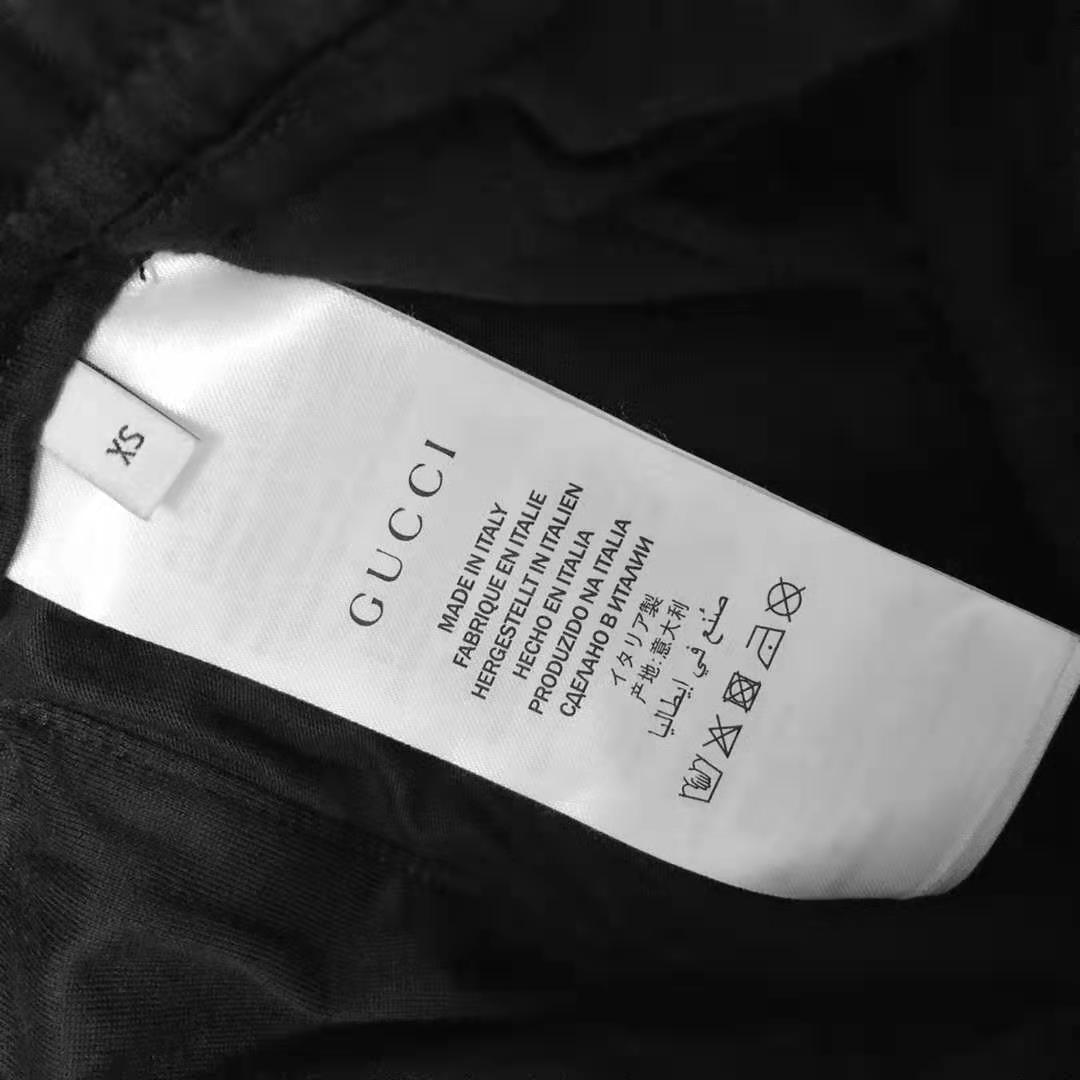 XS
GUCCI
MADE IN ITALY
FABRIQUE EN ITALIE
HERGESTELLT IN ITALIEN
HECHO EN ITALIA
PRODUZIDO NA ITALIA
СДЕЛАНО В ИТАЛИИ
イタリア製
产地:意大利
صُنع في إيطاليا